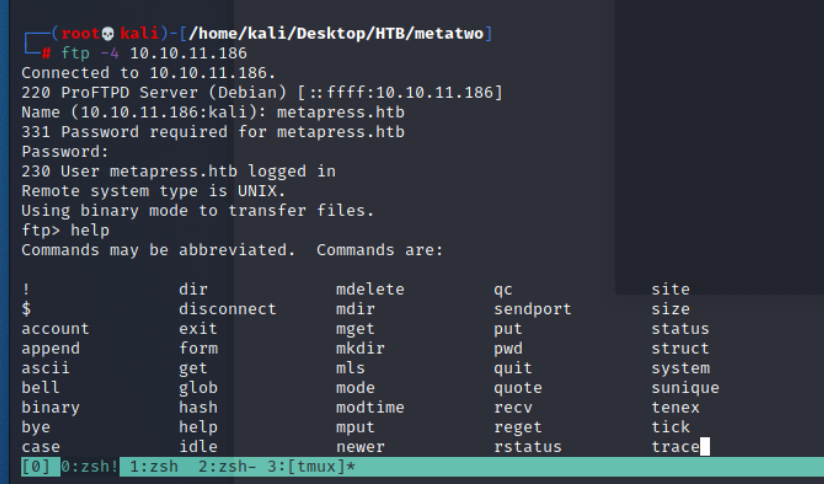 ┌──(root💀kali)-[/home/kali/Desktop/HTB/metatwo]
└─# ftp -4 10.10.11.186
Connected to 10.10.11.186.
220 ProFTPD Server (Debian) [::ffff:10.10.11.186]
Name (10.10.11.186:kali): metapress.htb
331 Password required for metapress.htb
Password:
230 User metapress.htb logged in
Remote system type is UNIX.
Using binary mode to transfer files.
ftp> help
Commands may be abbreviated.  Commands are:

! dir mdelete qc site
$ disconnect mdir sendport size
account exit mget put status
append form mkdir pwd struct
ascii get mls quit system
bell glob mode quote sunique
binary hash modtime recv tenex
bye help mput reget tick
case idle newer rstatus trace
[0] 0:zsh! 1:zsh  2:zsh- 3:[tmux]*